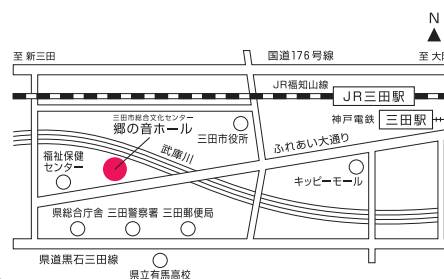 N
至 新三田
国道176号線
至 大阪
JR福知山線
JR三田駅
三田市総合文化センター
郷の音ホール
三田市役所
神戸電鉄
三田駅
ふれあい大通り
武庫川
福祉保健
センター
キッピーモール
県総合庁舎
三田警察署
三田郵便局
県道黒石三田線
県立有馬高校